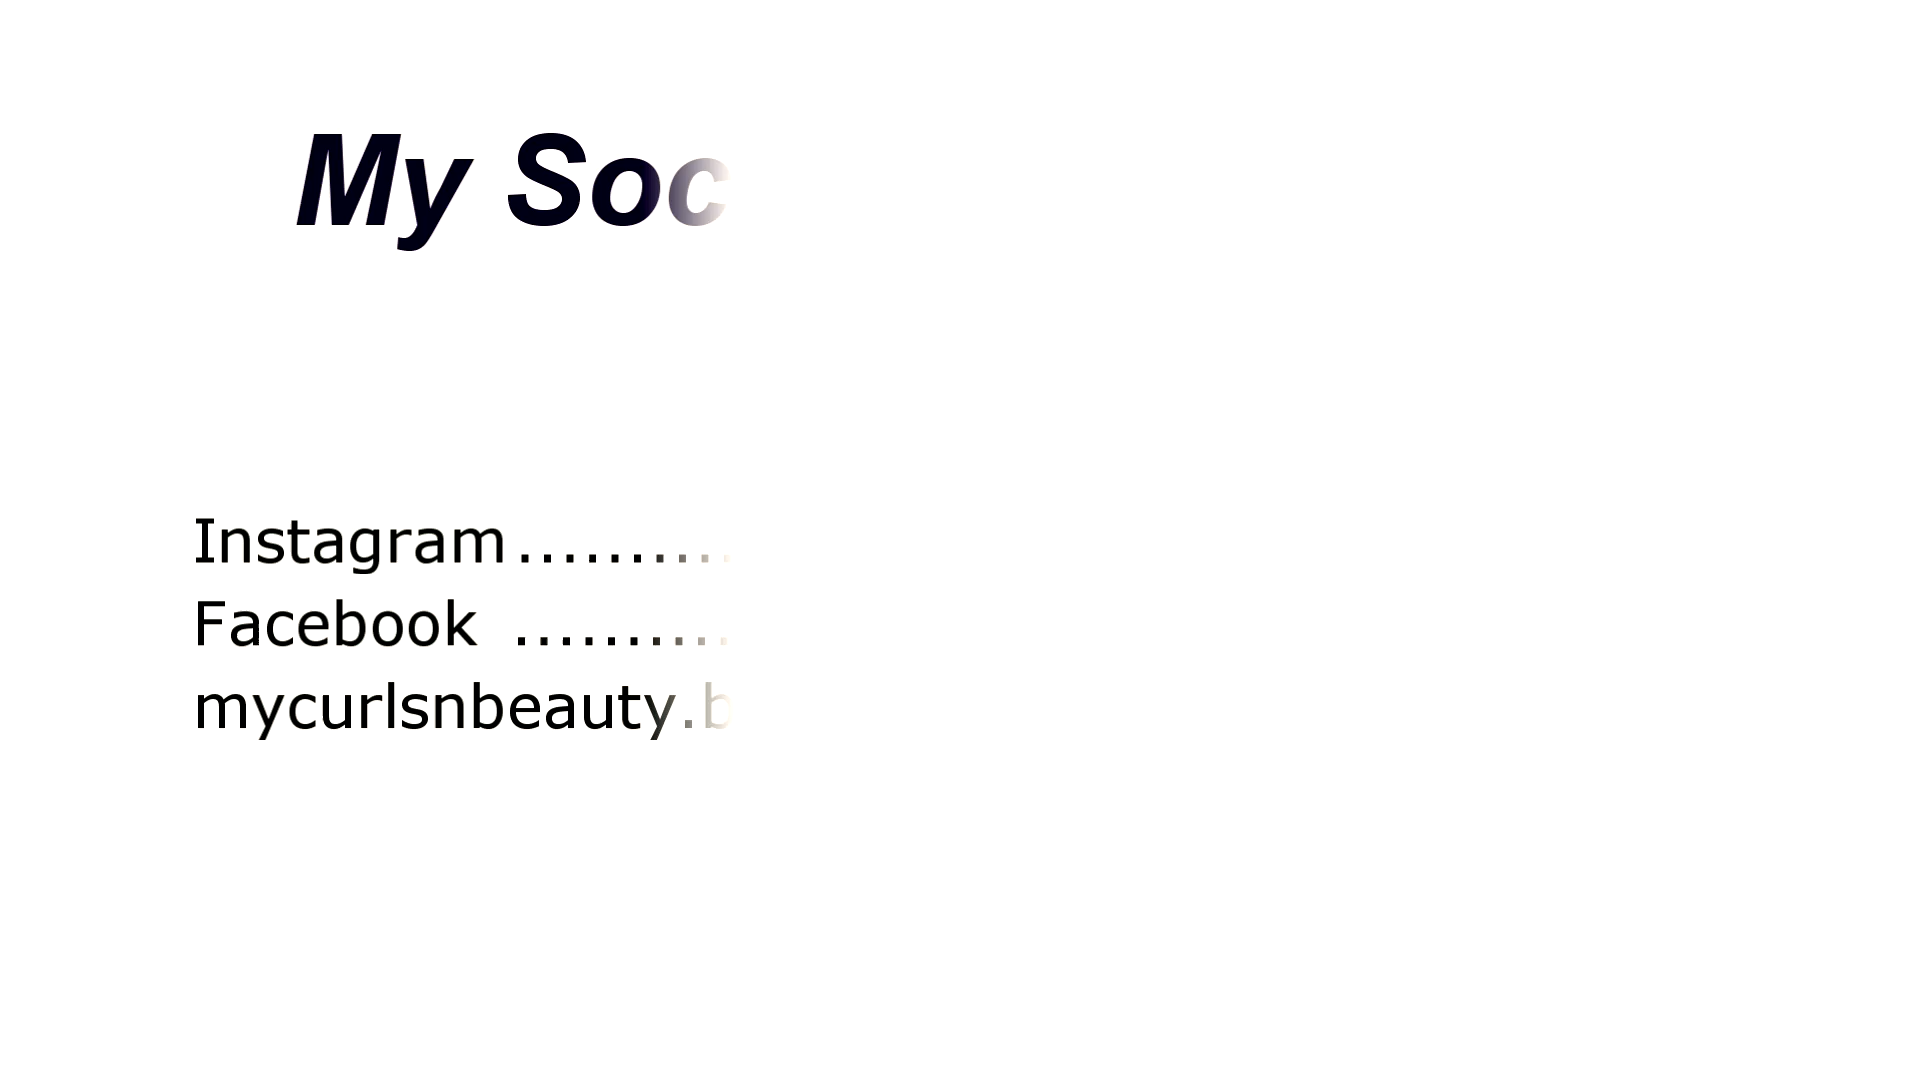 My Soc
Instagram ..........
Facebook ..........
mycurlsnbeauty.b